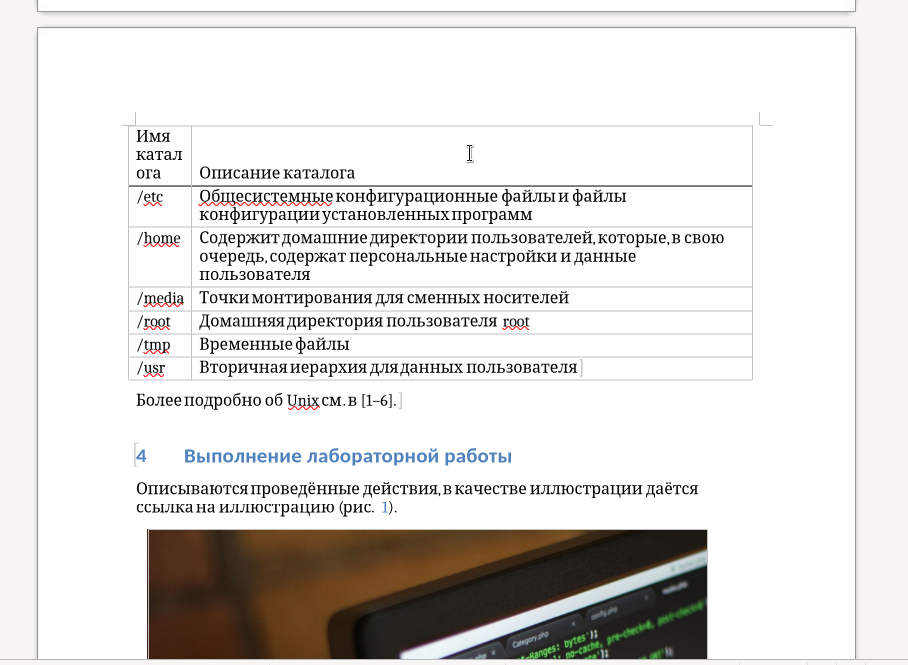 Имя
катал
ога
Описание каталога
/etc
Общесистемные конфигурационные файлы и файлы
конфигурации установленных программ
/home
Содержит домашние директории пользователей, которые, в свою
очередь, содержат персональные настройки и данные
пользователя
/media
Точки монтирования для сменных носителей
/root
Домашняя директория пользователя root
/tmp
Временные файлы
/usr
Вторичная иерархия для данных пользователя
Более подробно об Unix см. в [1–6].
4 Выполнение лабораторной работы
Описываются проведённые действия, в качестве иллюстрации даётся
ссылка на иллюстрацию (рис. 1).
config.php
Category.php
t-Ranges: bytes');
no-cache, pre-check=0, post-check=0